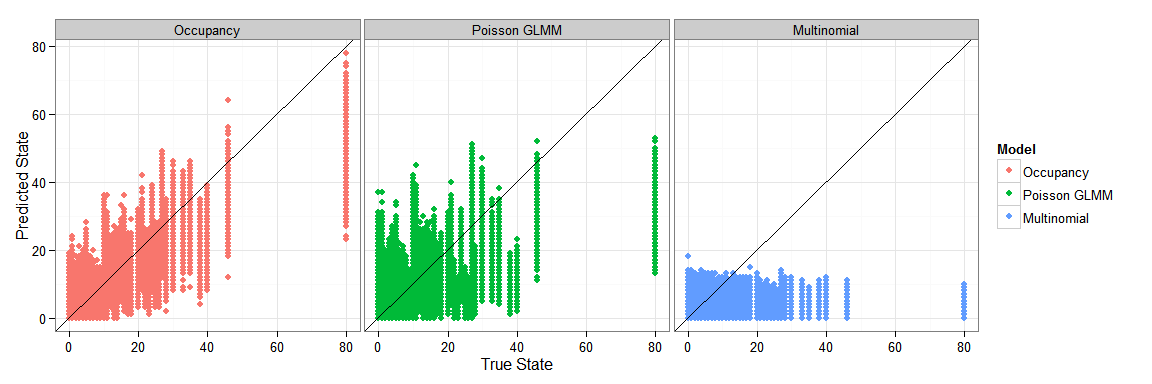 Occupancy
Poisson GLMM
Multinomial
Predicted State
80
60
40
20
0
0 20 40 60 80
0 20 40 60 80
0 20 40 60 80
True State
Model
Occupancy
Poisson GLMM
Multinomial